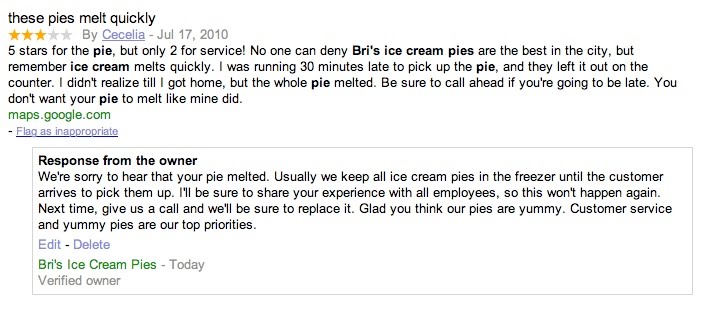 these pies melt quickly
By Cecelia - Jul 17, 2010
5 stars for the pie, but only 2 for service! No one can deny Bri's ice cream pies are the best in the city, but
remember ice cream melts quickly. I was running 30 minutes late to pick up the pie, and they left it out on the
counter. I didn't realize till I got home, but the whole pie melted. Be sure to call ahead if you're going to be late. You
don't want your pie to melt like mine did.
maps.google.com
- Flag as inappropriate
Response from the owner
We're sorry to hear that your pie melted. Usually we keep all ice cream pies in the freezer until the customer
arrives to pick them up. I'll be sure to share your experience with all employees, so this won't happen again.
Next time, give us a call and we'll be sure to replace it. Glad you think our pies are yummy. Customer service
and yummy pies are our top priorities.
Edit - Delete
Bri's Ice Cream Pies - Today
Verified owner